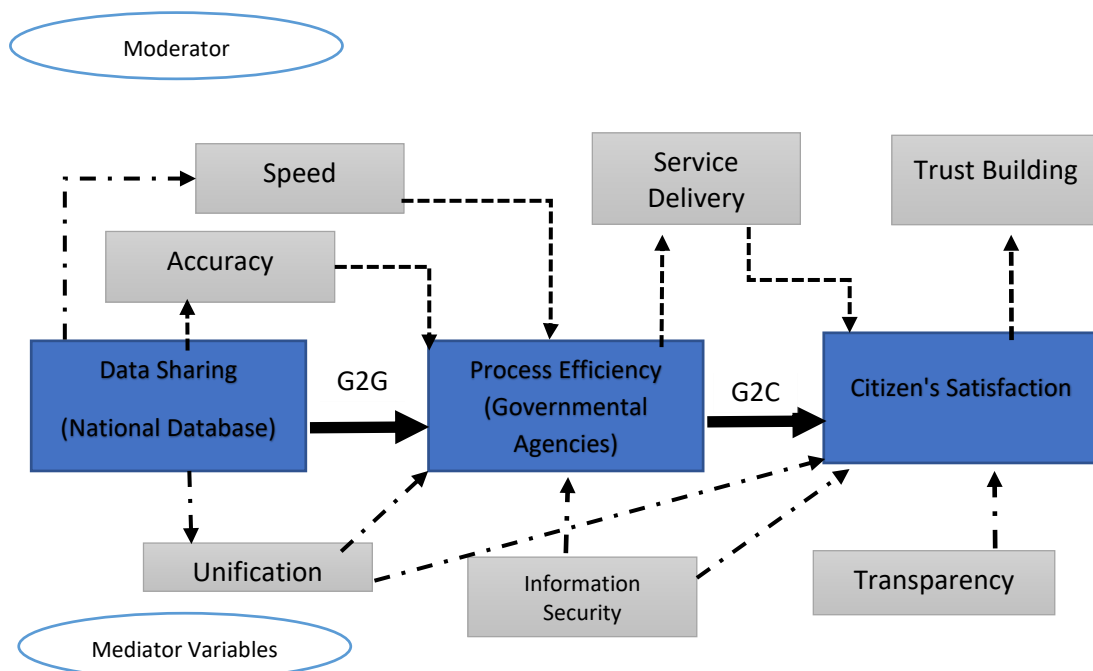 Moderator
Speed
Service
Delivery
Trust Building
Accuracy
Data Sharing
(National Database)
G2G
Process Efficiency
(Governmental
Agencies)
G2C
Citizen's Satisfaction
Unification
Information
Security
Transparency
Mediator Variables